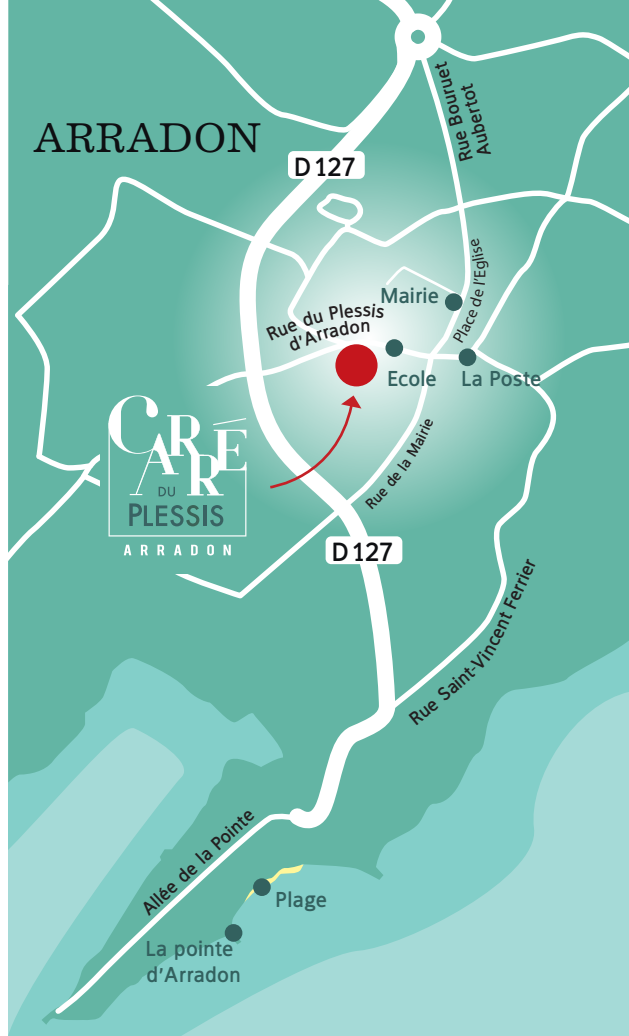 Rue Bouruet
Aubertot
ARRADON
D 127
Place de l'Eglise
Mairie
Rue du Plessis
d'Arradon
Ecole
La Poste
CARRÉ
DU
PLESSIS
ARRADON
Rue de la Mairie
D 127
Rue Saint-Vincent Ferrier
Allée de la Pointe
Plage
La pointe
d'Arradon